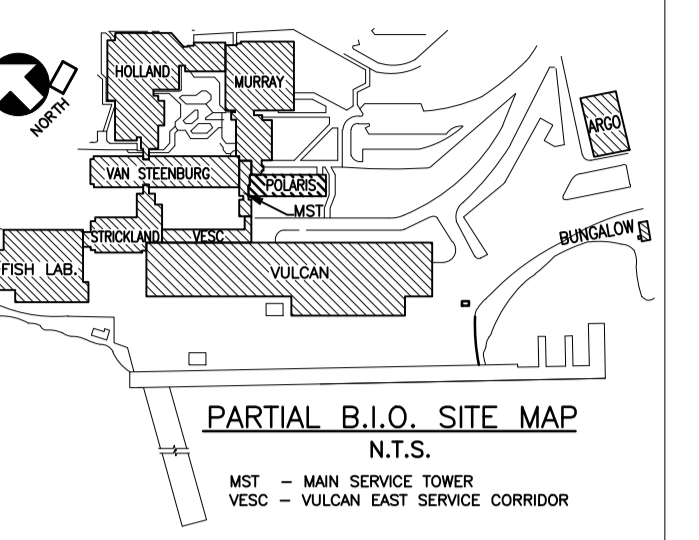 NORTH
HOLLAND
MURRAY
ARGO
VAN STEENBURG
POLARIS
MST
STRICKLAND
VESC
BUNGALOW
FISH LAB.
VULCAN
PARTIAL B.I.O. SITE MAP
N.T.S.
MST – MAIN SERVICE TOWER
VESC – VULCAN EAST SERVICE CORRIDOR